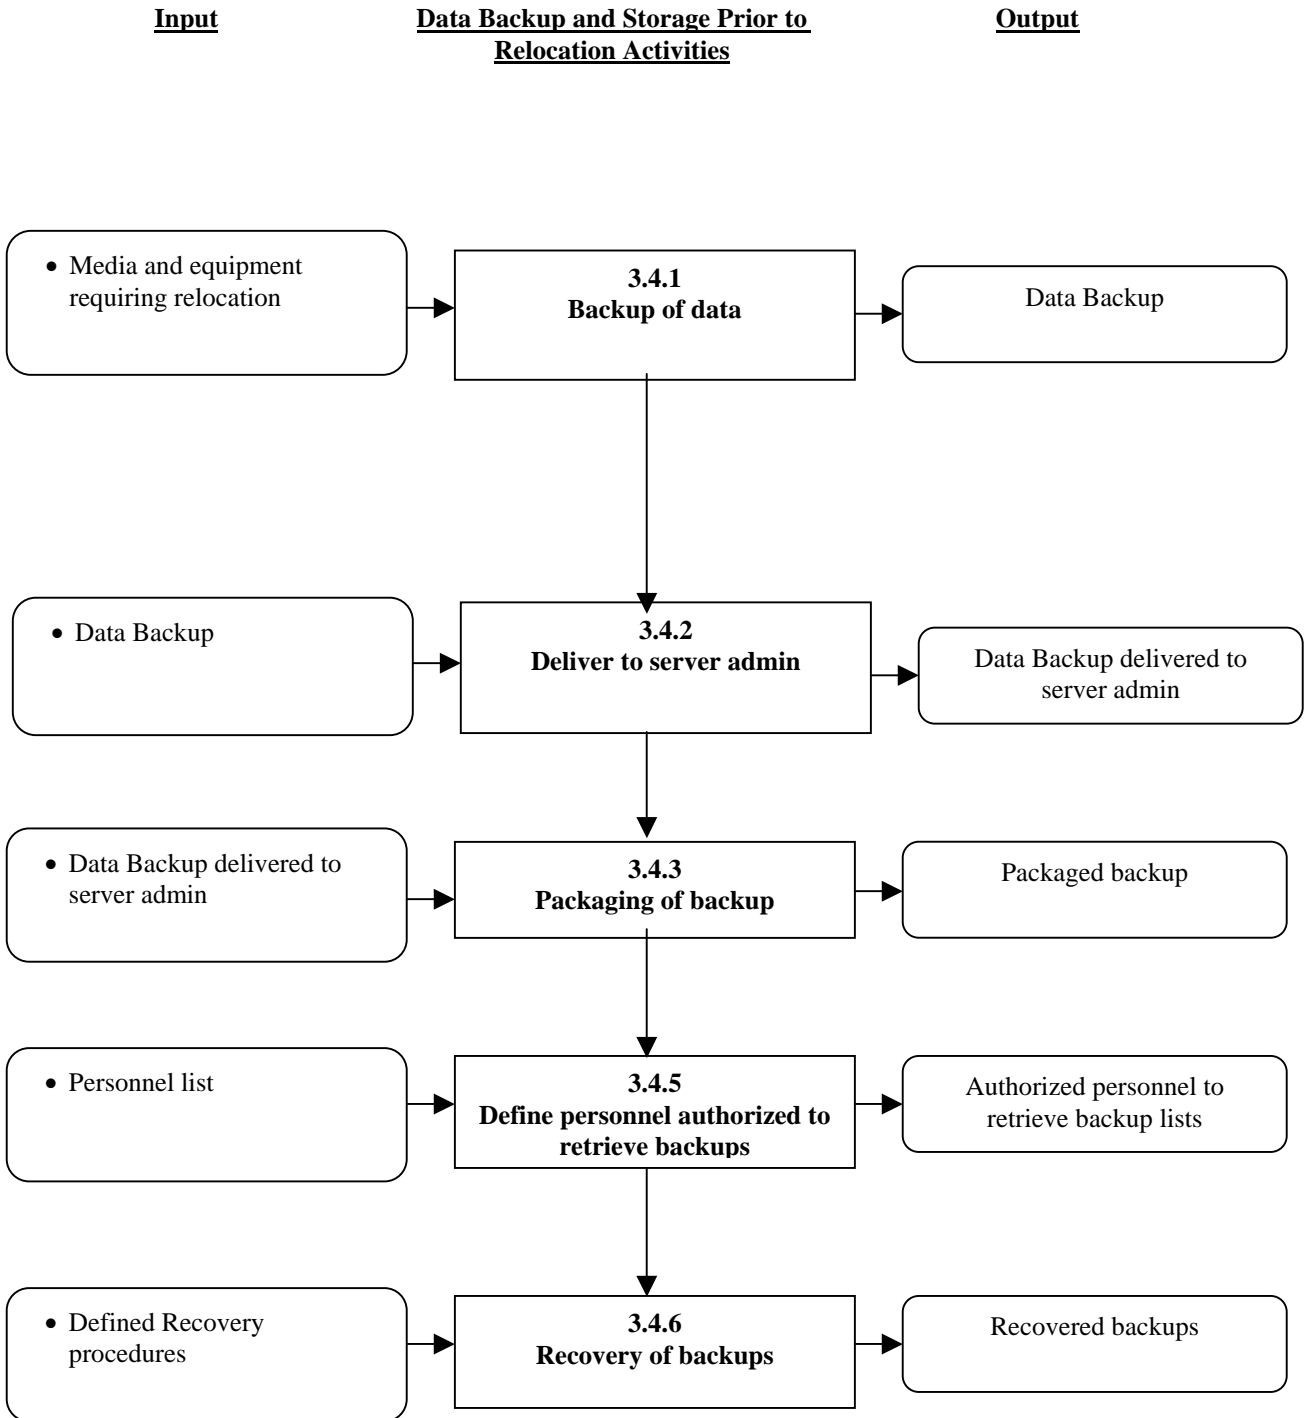 Input
Data Backup and Storage Prior to
Relocation Activities
Output
• Media and equipment
requiring relocation
3.4.1
Backup of data
Data Backup
• Data Backup
3.4.2
Deliver to server admin
Data Backup delivered to
server admin
• Data Backup delivered to
server admin
3.4.3
Packaging of backup
Packaged backup
• Personnel list
3.4.5
Define personnel authorized to
retrieve backups
Authorized personnel to
retrieve backup lists
• Defined Recovery
procedures
3.4.6
Recovery of backups
Recovered backups